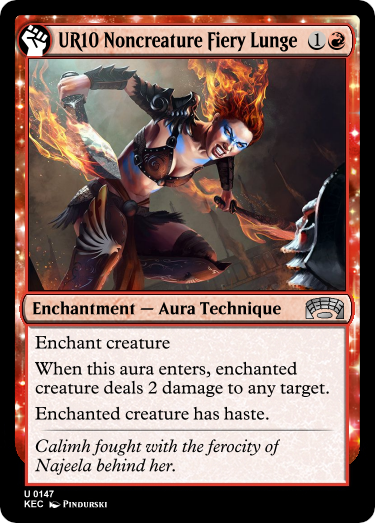 UR10 Noncreature Fiery Lunge 1
Enchantment — Aura Technique
Enchant creature
When this aura enters, enchanted
creature deals 2 damage to any target.
Enchanted creature has haste.
Calimh fought with the ferocity of
Najeela behind her.
U 0147
KEC Pindurski